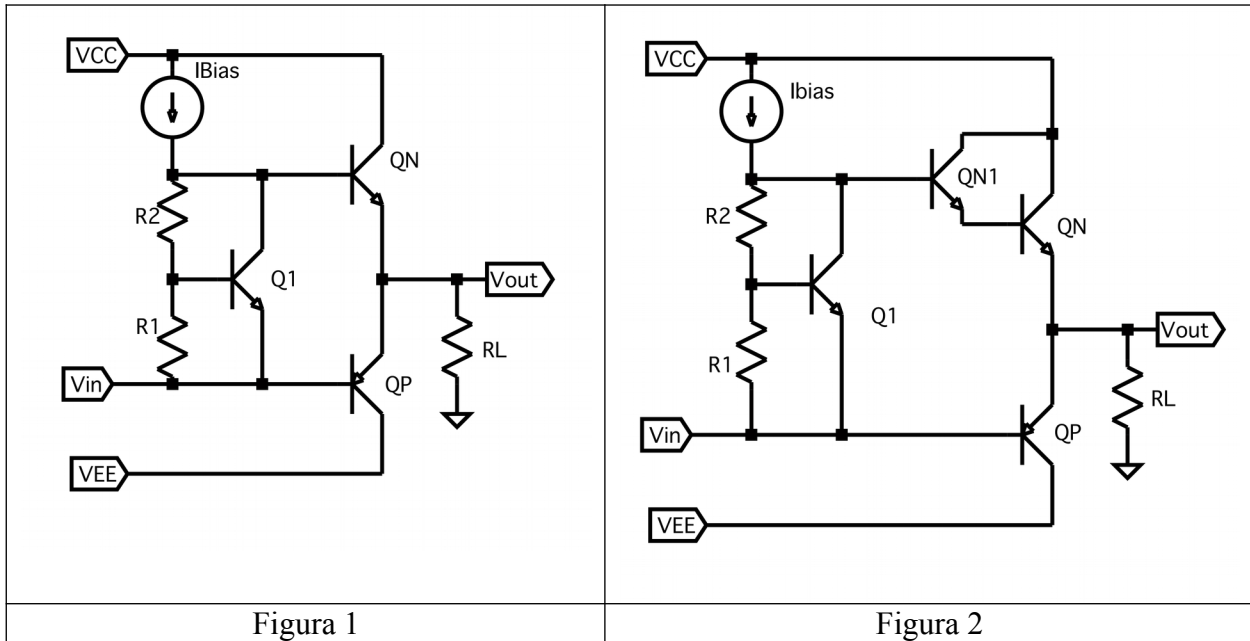 VCC
IBias
QN
R2
Q1
Vout
R1
RL
Vin
QP
VEE
Figura 1
VCC
Ibias
QN1
R2
QN
Q1
Vout
R1
RL
Vin
QP
VEE
Figura 2